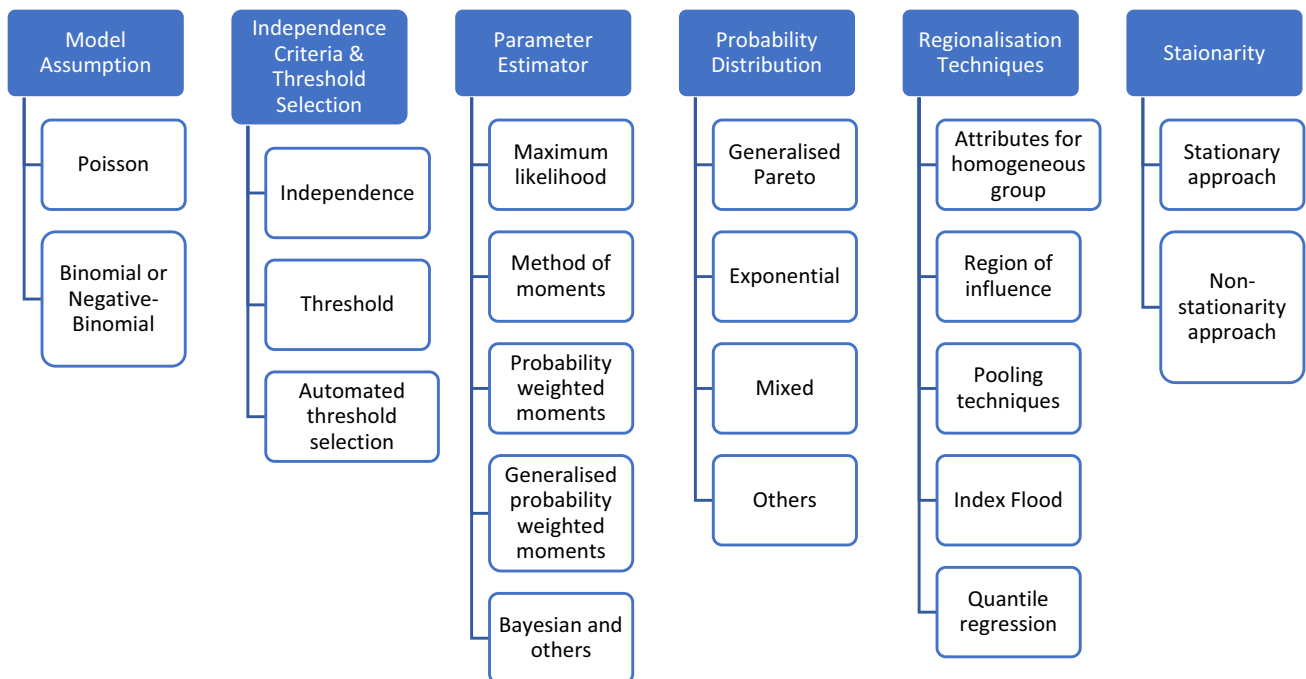 Model
Assumption
Poisson
Binomial or
Negative-
Binomial
Independence
Criteria &
Threshold
Selection
Independence
Threshold
Automated
threshold
selection
Parameter
Estimator
Maximum
likelihood
Method of
moments
Probability
weighted
moments
Generalised
probability
weighted
moments
Bayesian and
others
Probability
Distribution
Generalised
Pareto
Exponential
Mixed
Others
Regionalisation
Techniques
Attributes for
homogeneous
group
Region of
influence
Pooling
techniques
Index Flood
Quantile
regression
Staionarity
Stationary
approach
Non-
stationarity
approach